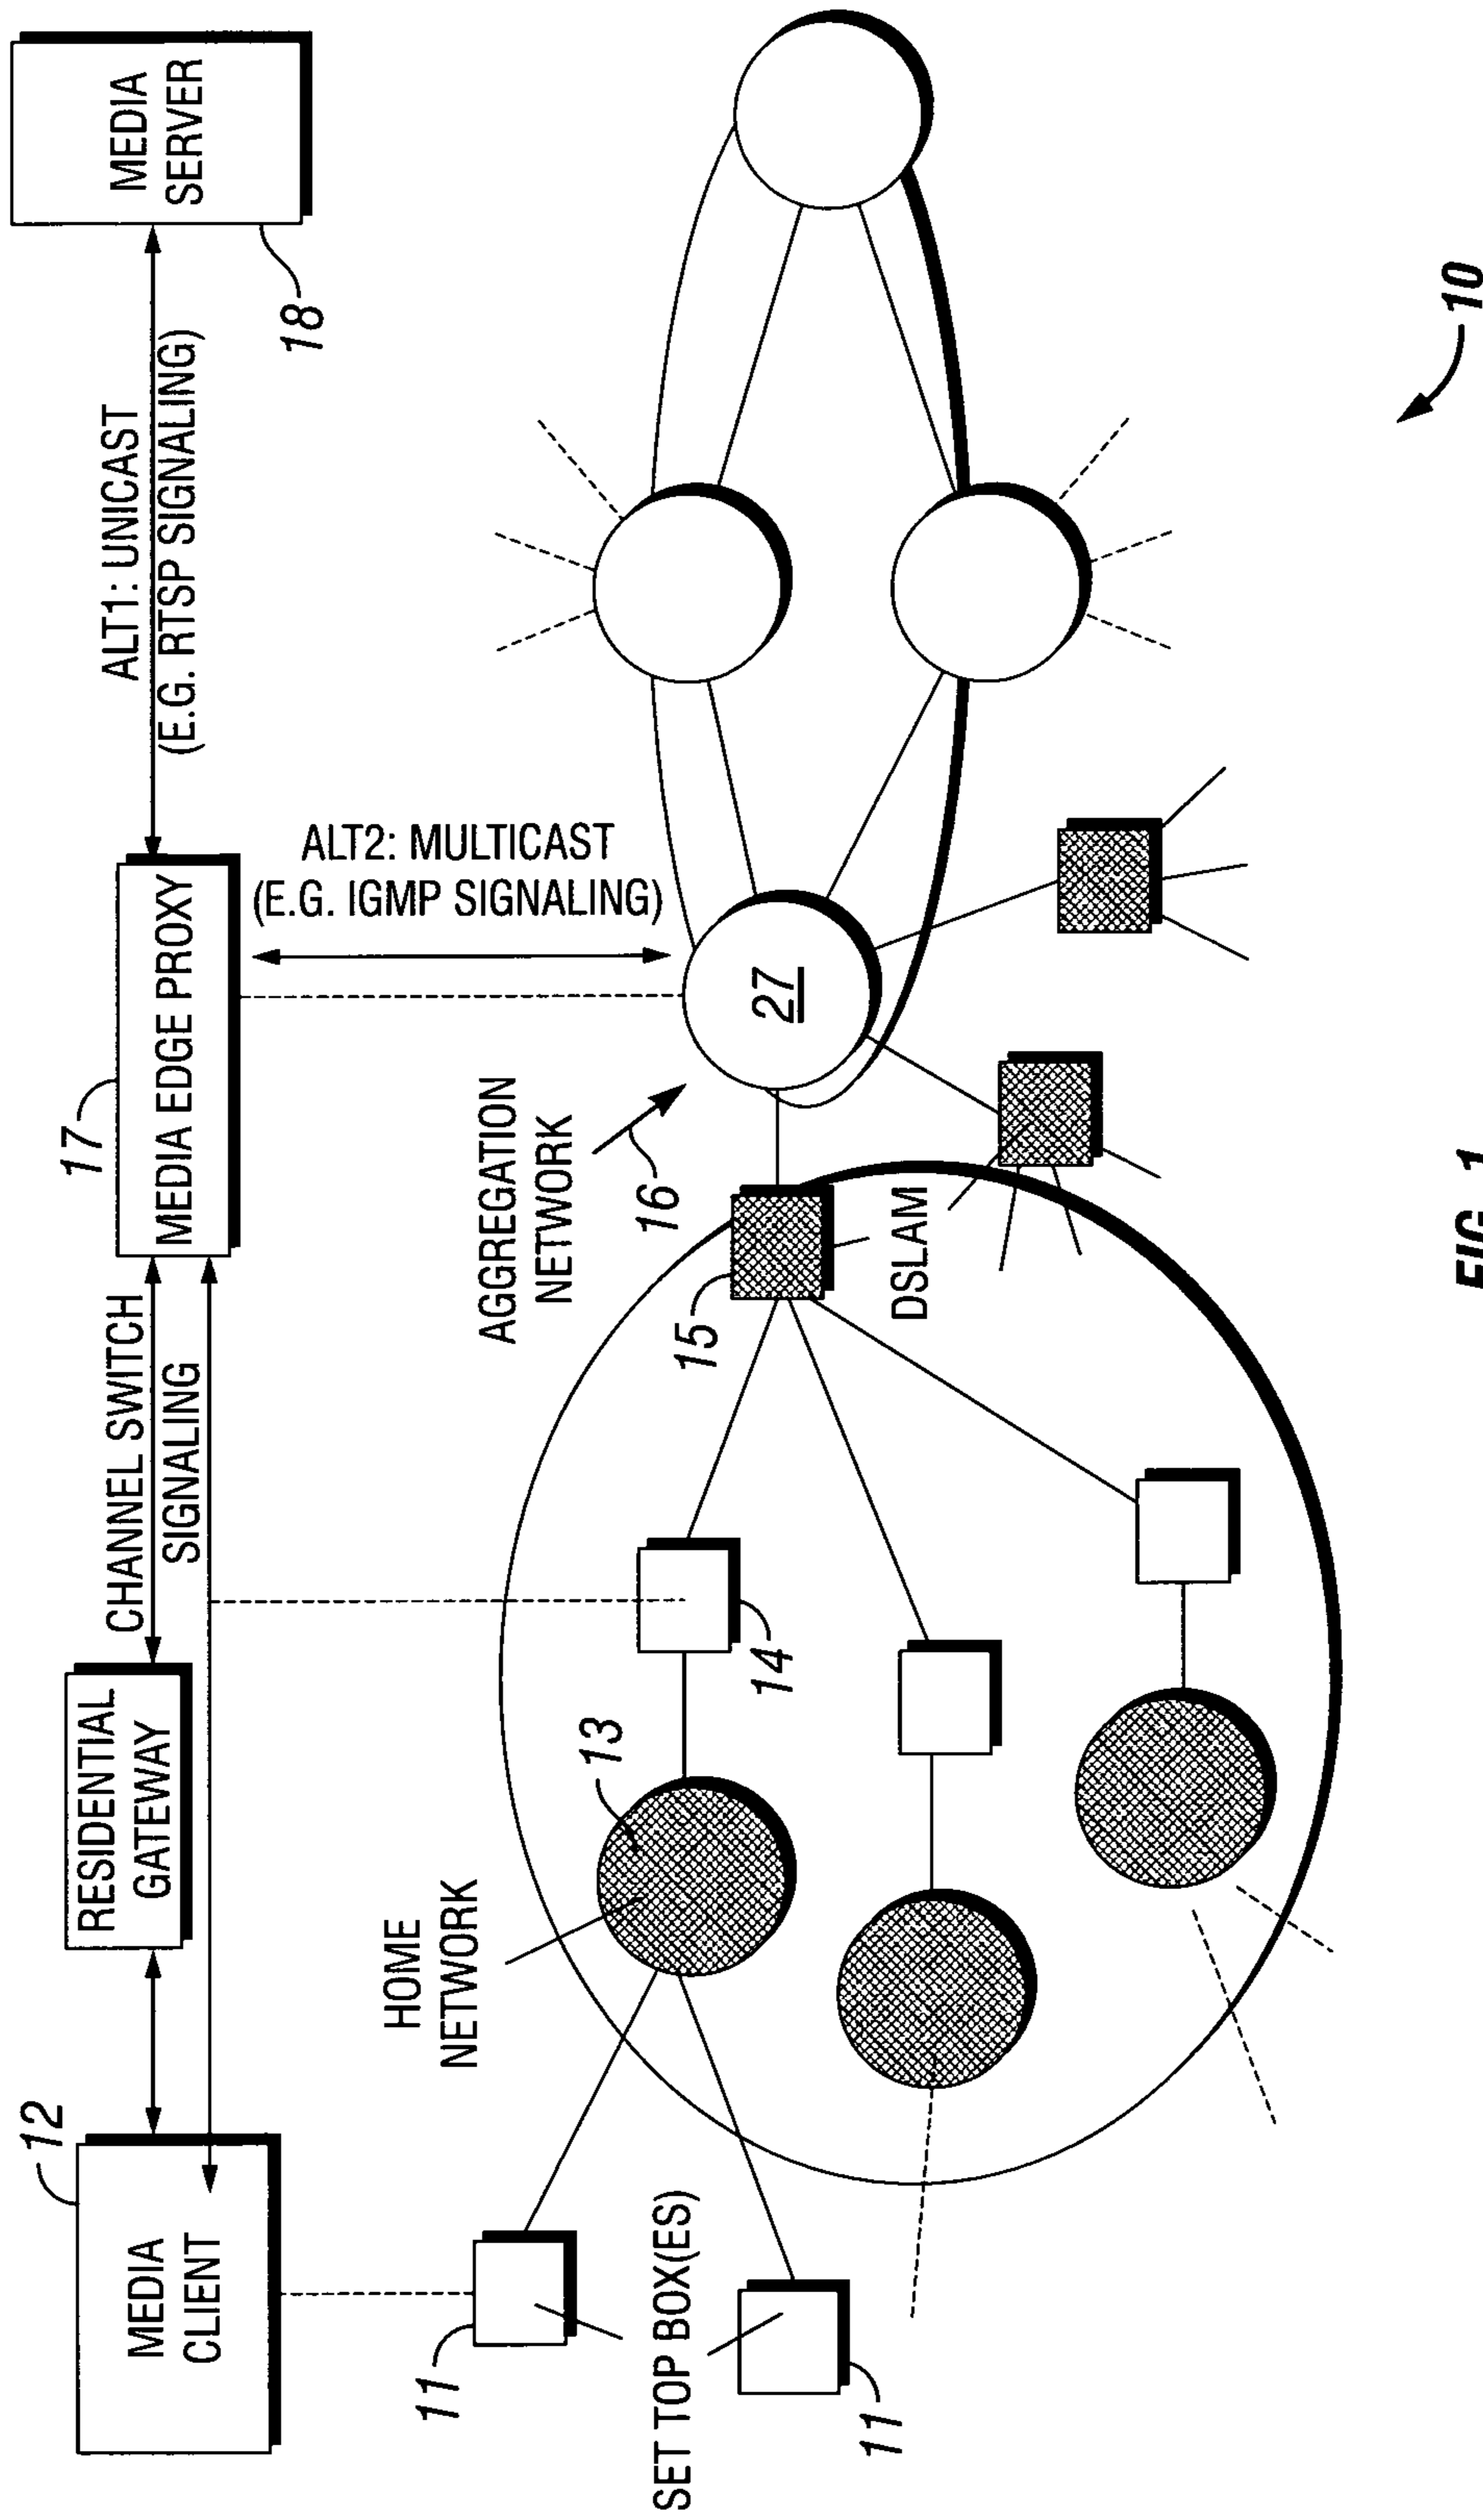 12
MEDIA
CLIENT
RESIDENTIAL
GATEWAY
CHANNEL SWITCH
SIGNALING
17
MEDIA EDGE PROXY
ALT1: UNICAST
(E.G. RTSP SIGNALING)
MEDIA
SERVER
18
ALT2: MULTICAST
(E.G. IGMP SIGNALING)
HOME
NETWORK
AGGREGATION
NETWORK
16
11
13
14
15
27
SET TOP BOX(ES)
11
DSLAM
10
FIG. 1